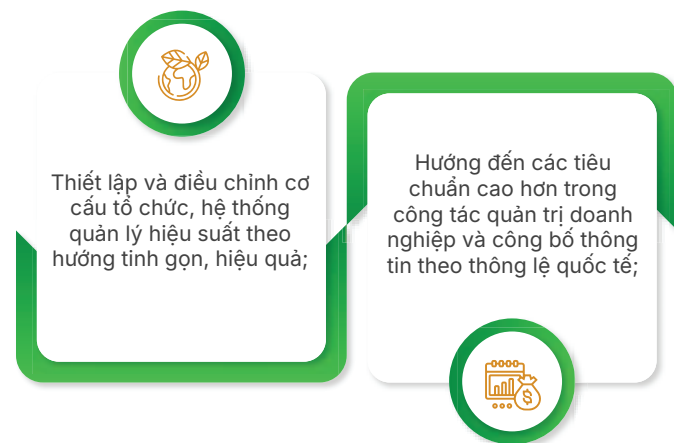 Thiết lập và điều chỉnh cơ
cấu tổ chức, hệ thống
quản lý hiệu suất theo
hướng tinh gọn, hiệu quả;
Hướng đến các tiêu
chuẩn cao hơn trong
công tác quản trị doanh
nghiệp và công bố thông
tin theo thông lệ quốc tế;